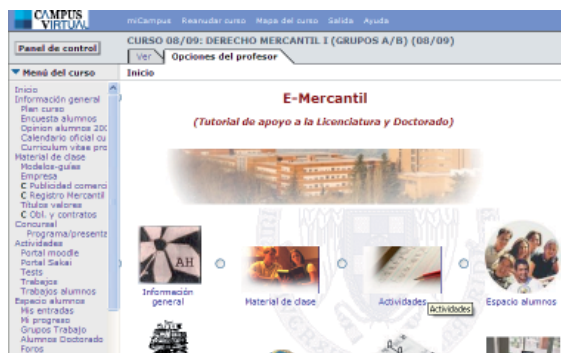 CAMPUS
VIRTUAL
miCampus Reanudar curso Mapa del curso Salida Ayuda
Panel de control
CURSO 08/09: DERECHO MERCANTIL I (GRUPOS A/B) (08/09)
Ver Opciones del profesor
Menú del curso
Inicio
Inicio
Información general
Plan curso
Encuesta alumnos
Opinion alumnos 200
Calendario oficial cu
Curriculum vitae pro
Material de clase
Modelos-guías
Empresa
C Publicidad comerc
C Registro Mercantil
Títulos valores
C Obl. y contratos
Concursal
Programa/presenta
Actividades
Portal moodle
Portal Sakai
Tests
Trabajos
Trabajos alumnos
Espacio alumnos
Mis entradas
Mi progreso
Grupos Trabajo
Alumnos Doctorado
Foros
E-Mercantil
(Tutorial de apoyo a la Licenciatura y Doctorado)
AH
Información general
Material de clase
Actividades
Actividades
Espacio alumnos